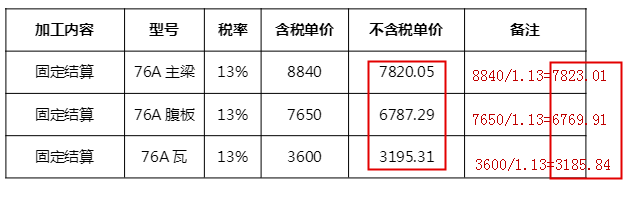 加工内容 型号 税率 含税单价 不含税单价 备注
固定结算 76A 主梁 13% 8840 7820.05 8840/1.13=7823.01
固定结算 76A 腹板 13% 7650 6787.29 7650/1.13=6769.91
固定结算 76A 瓦 13% 3600 3195.31 3600/1.13=3185.84